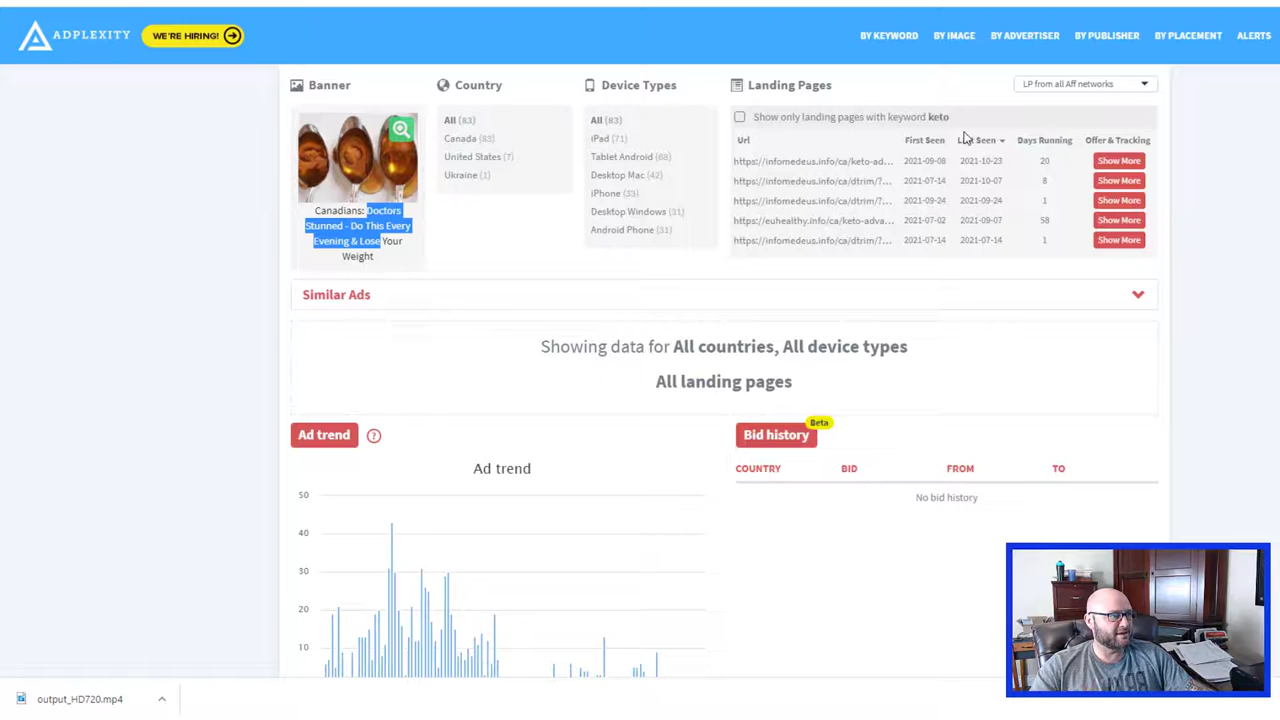 ADPLEXITY
WE'RE HIRING!
BY KEYWORD
BY IMAGE
BY ADVERTISER
BY PUBLISHER
BY PLACEMENT
ALERTS
Banner
Canadians: Doctors
Stunned - Do This Every
Evening & Lose Your
Weight
Country
All (83)
Canada (83)
United States (7)
Ukraine (1)
Device Types
All (83)
iPad (71)
Tablet Android (68)
Desktop Mac (42)
iPhone (33)
Desktop Windows (31)
Android Phone (31)
Landing Pages
LP from all Aff networks
Show only landing pages with keyword keto
Url First Seen Last Seen Days Running Offer & Tracking
https://infomedeus.info/ca/keto-ad... 2021-09-08 2021-10-23 20 Show More
https://infomedeus.info/ca/dtrim/?... 2021-07-14 2021-10-07 8 Show More
https://infomedeus.info/ca/dtrim/?... 2021-09-24 2021-09-24 1 Show More
https://euhealthy.info/ca/keto-adva... 2021-07-02 2021-09-07 58 Show More
https://infomedeus.info/ca/dtrim/?... 2021-07-14 2021-07-14 1 Show More
Similar Ads
Showing data for All countries, All device types
All landing pages
Ad trend ?
Ad trend
50
40
30
20
10
Bid history Beta
COUNTRY BID FROM TO
No bid history
output_HD720.mp4